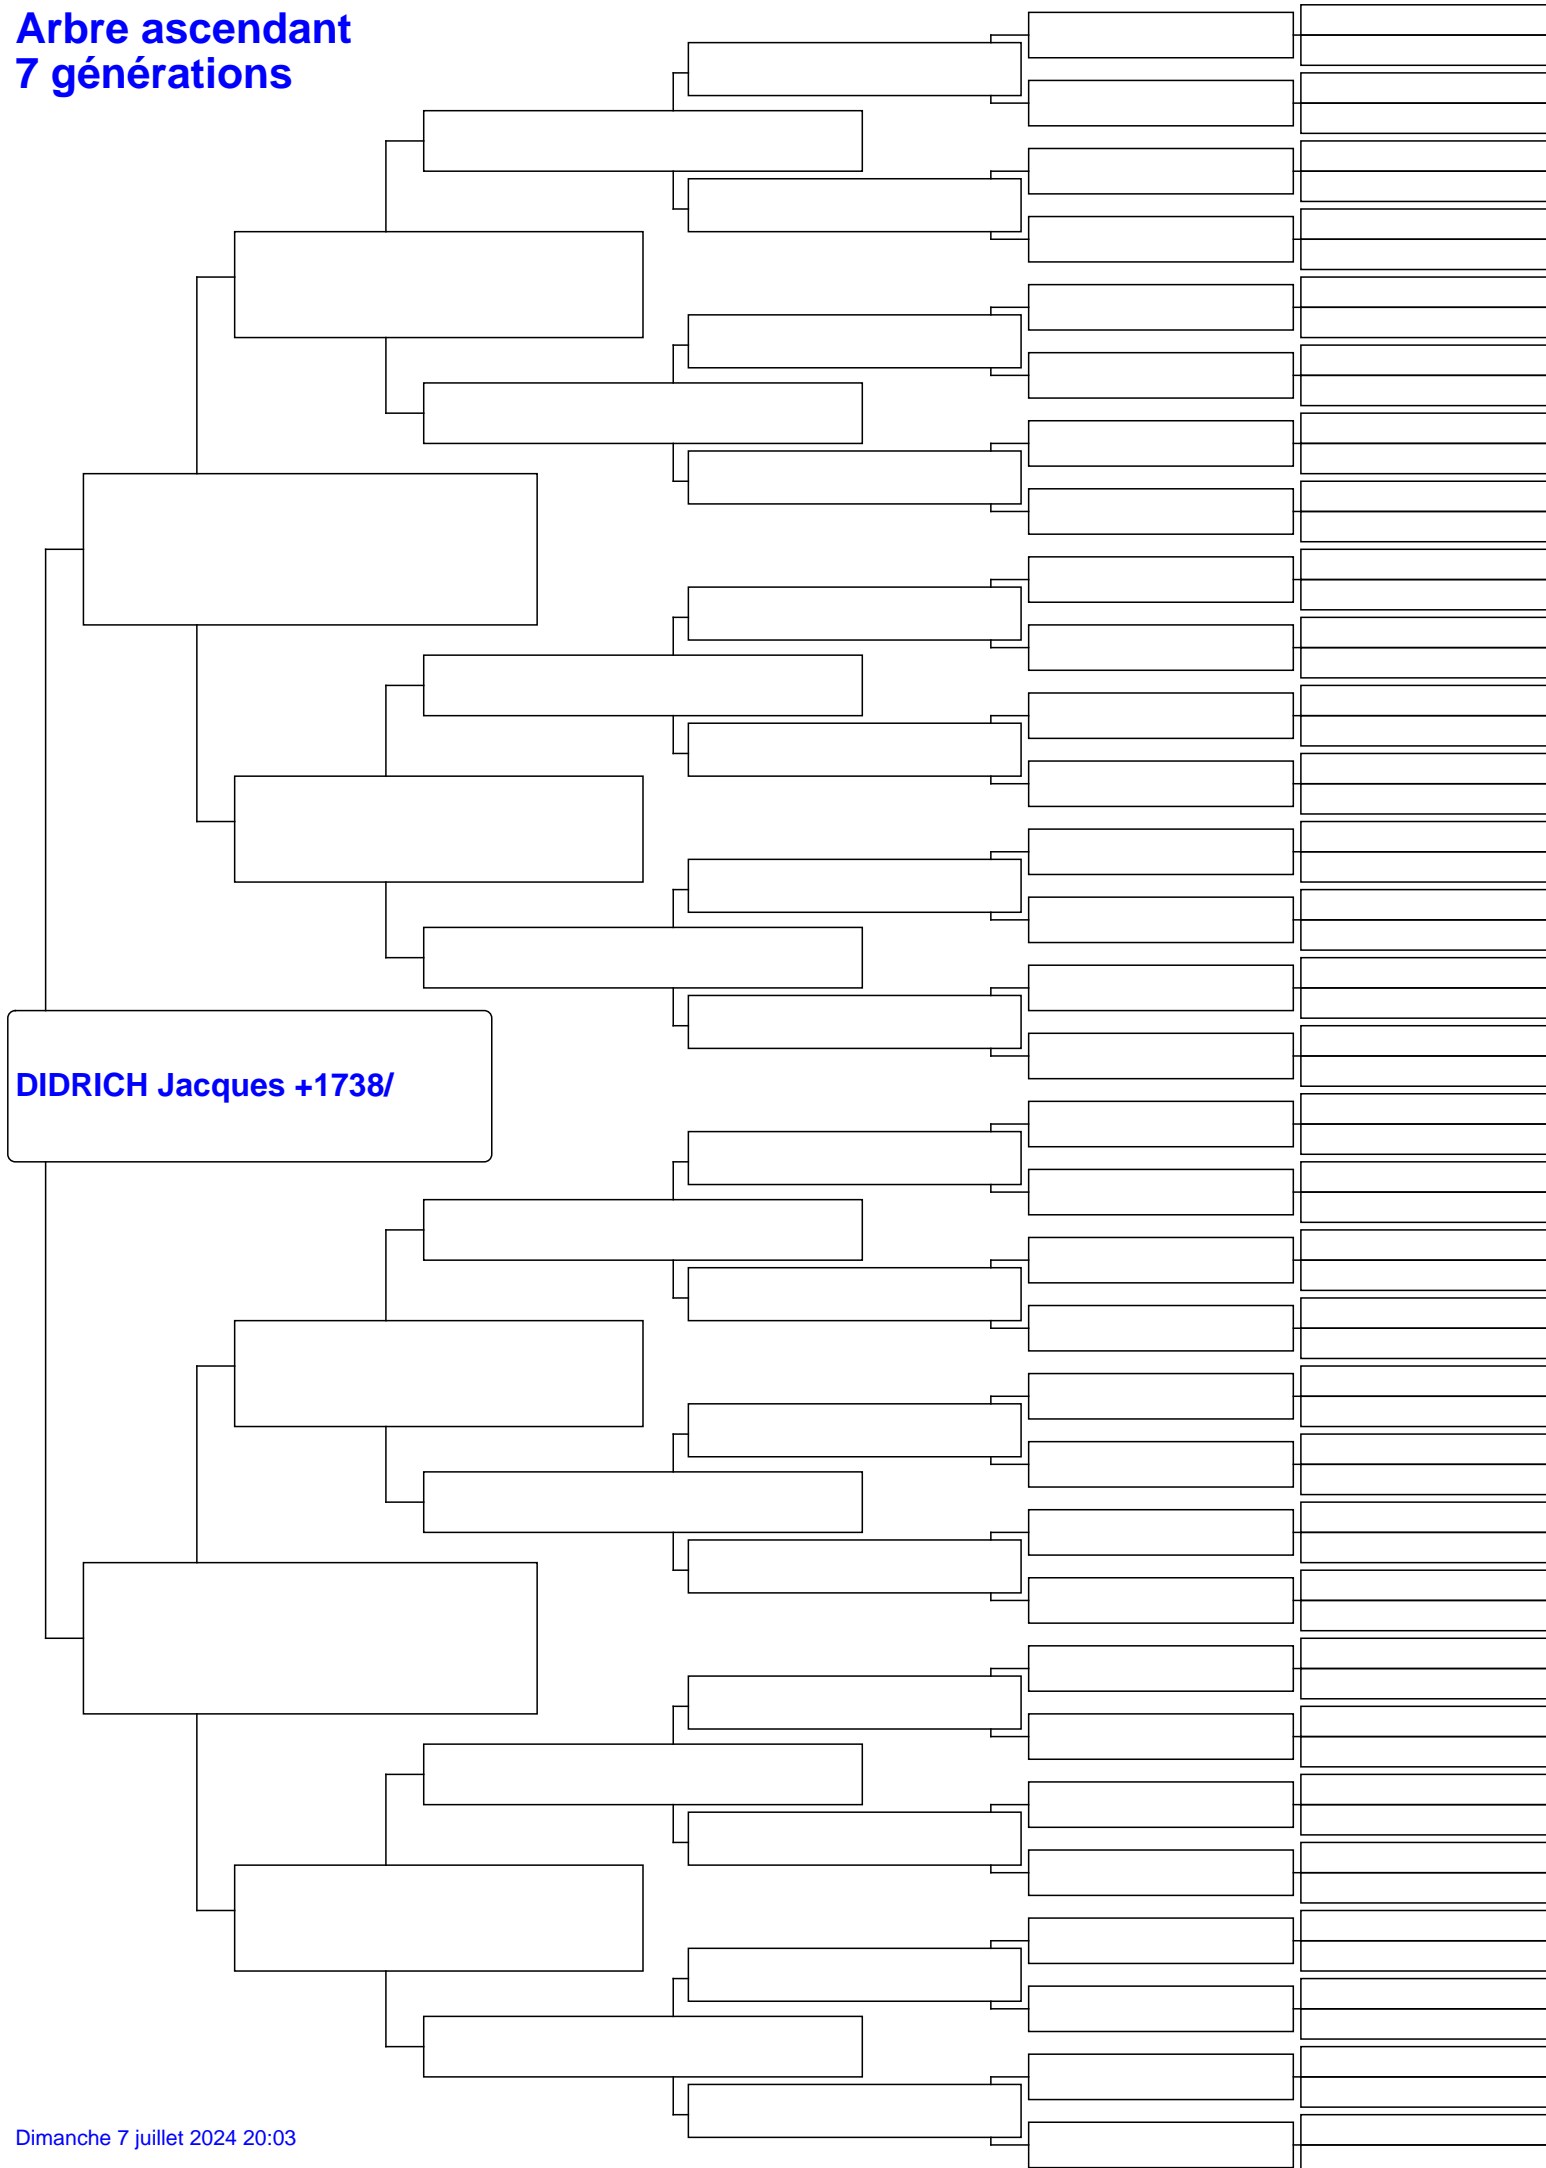 Arbre ascendant
7 générations
DIDRICH Jacques +1738/
Dimanche 7 juillet 2024 20:03